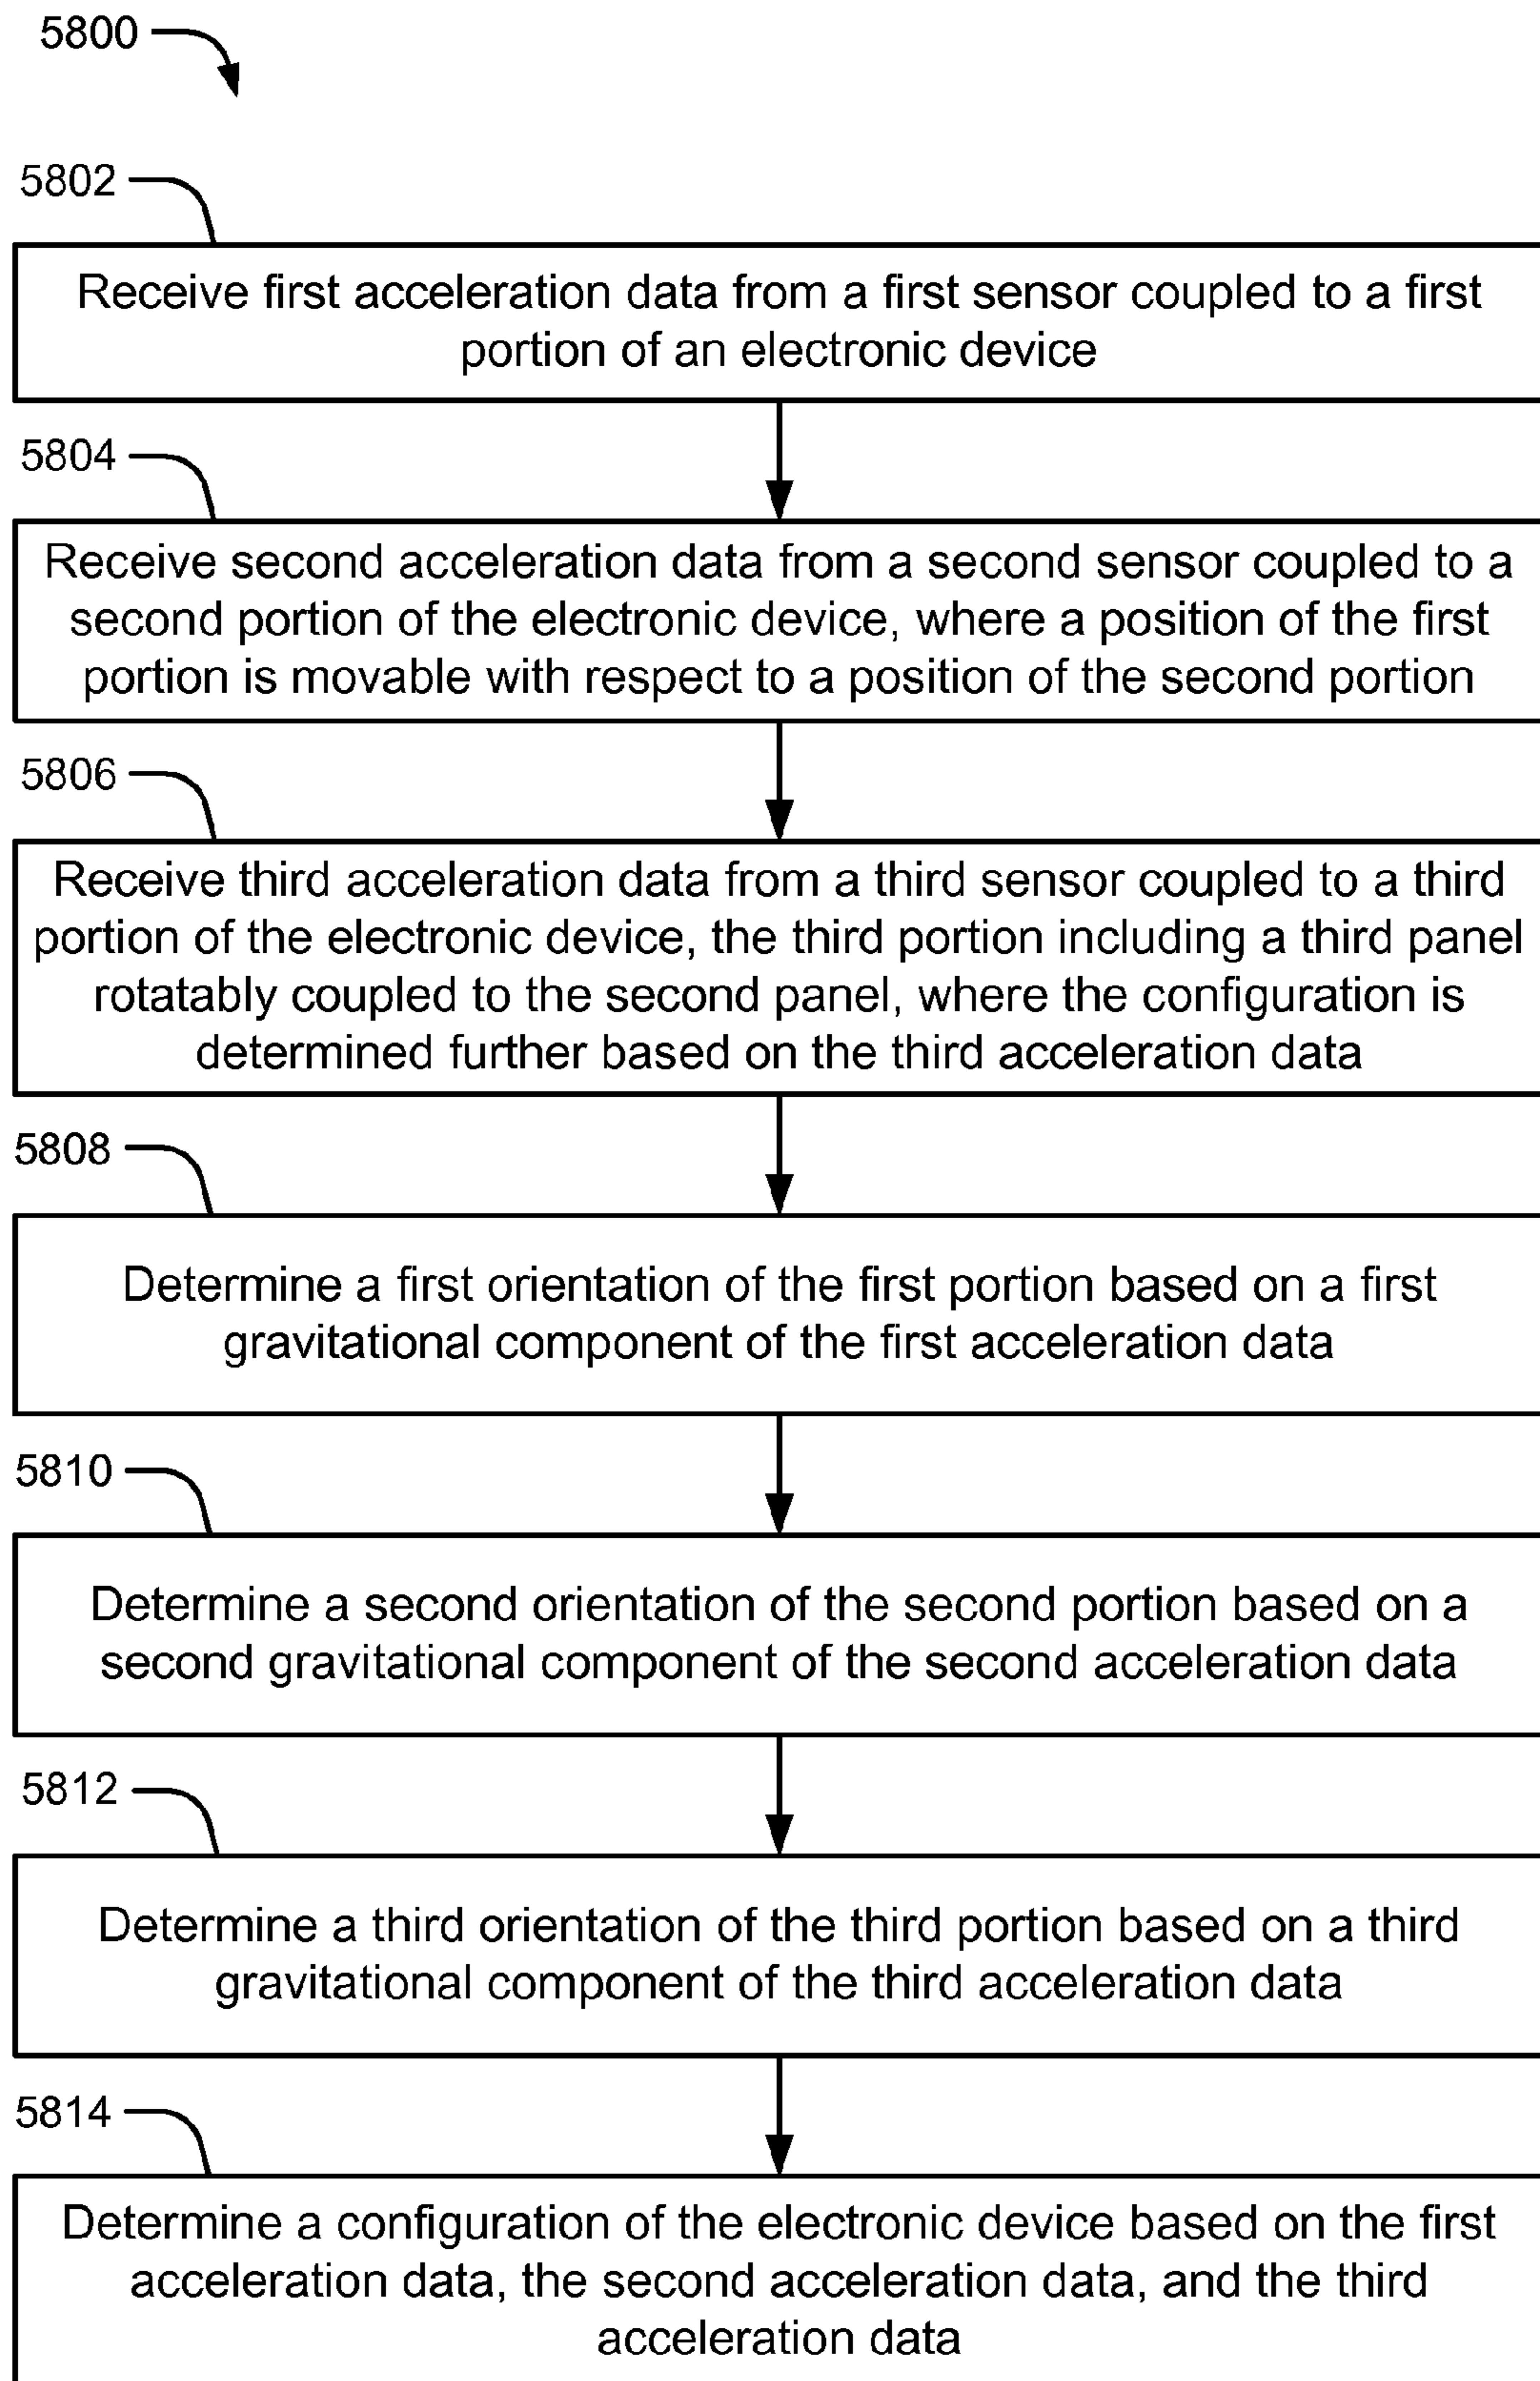 5800
5802
Receive first acceleration data from a first sensor coupled to a first
portion of an electronic device
5804
Receive second acceleration data from a second sensor coupled to a
second portion of the electronic device, where a position of the first
portion is movable with respect to a position of the second portion
5806
Receive third acceleration data from a third sensor coupled to a third
portion of the electronic device, the third portion including a third panel
rotatably coupled to the second panel, where the configuration is
determined further based on the third acceleration data
5808
Determine a first orientation of the first portion based on a first
gravitational component of the first acceleration data
5810
Determine a second orientation of the second portion based on a
second gravitational component of the second acceleration data
5812
Determine a third orientation of the third portion based on a third
gravitational component of the third acceleration data
5814
Determine a configuration of the electronic device based on the first
acceleration data, the second acceleration data, and the third
acceleration data